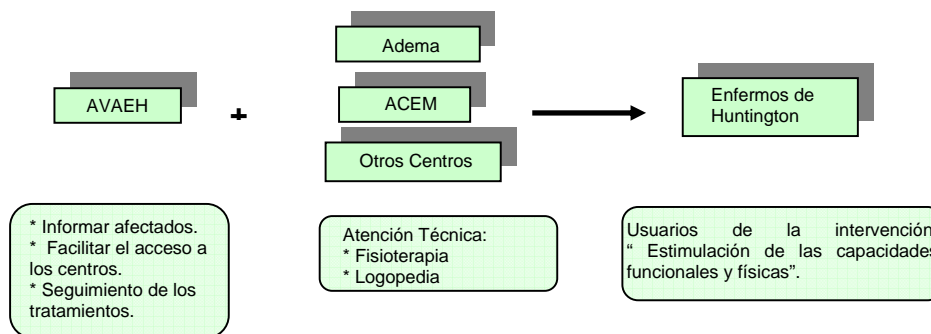 Adema
AVAEH
+
ACEM
Otros Centros
Enfermos de
Huntington
* Informar afectados.
* Facilitar el acceso a
los centros.
* Seguimiento de los
tratamientos.
Atención Técnica:
* Fisioterapia
* Logopedia
Usuarios de la intervención
“ Estimulación de las capacidades
funcionales y físicas”.